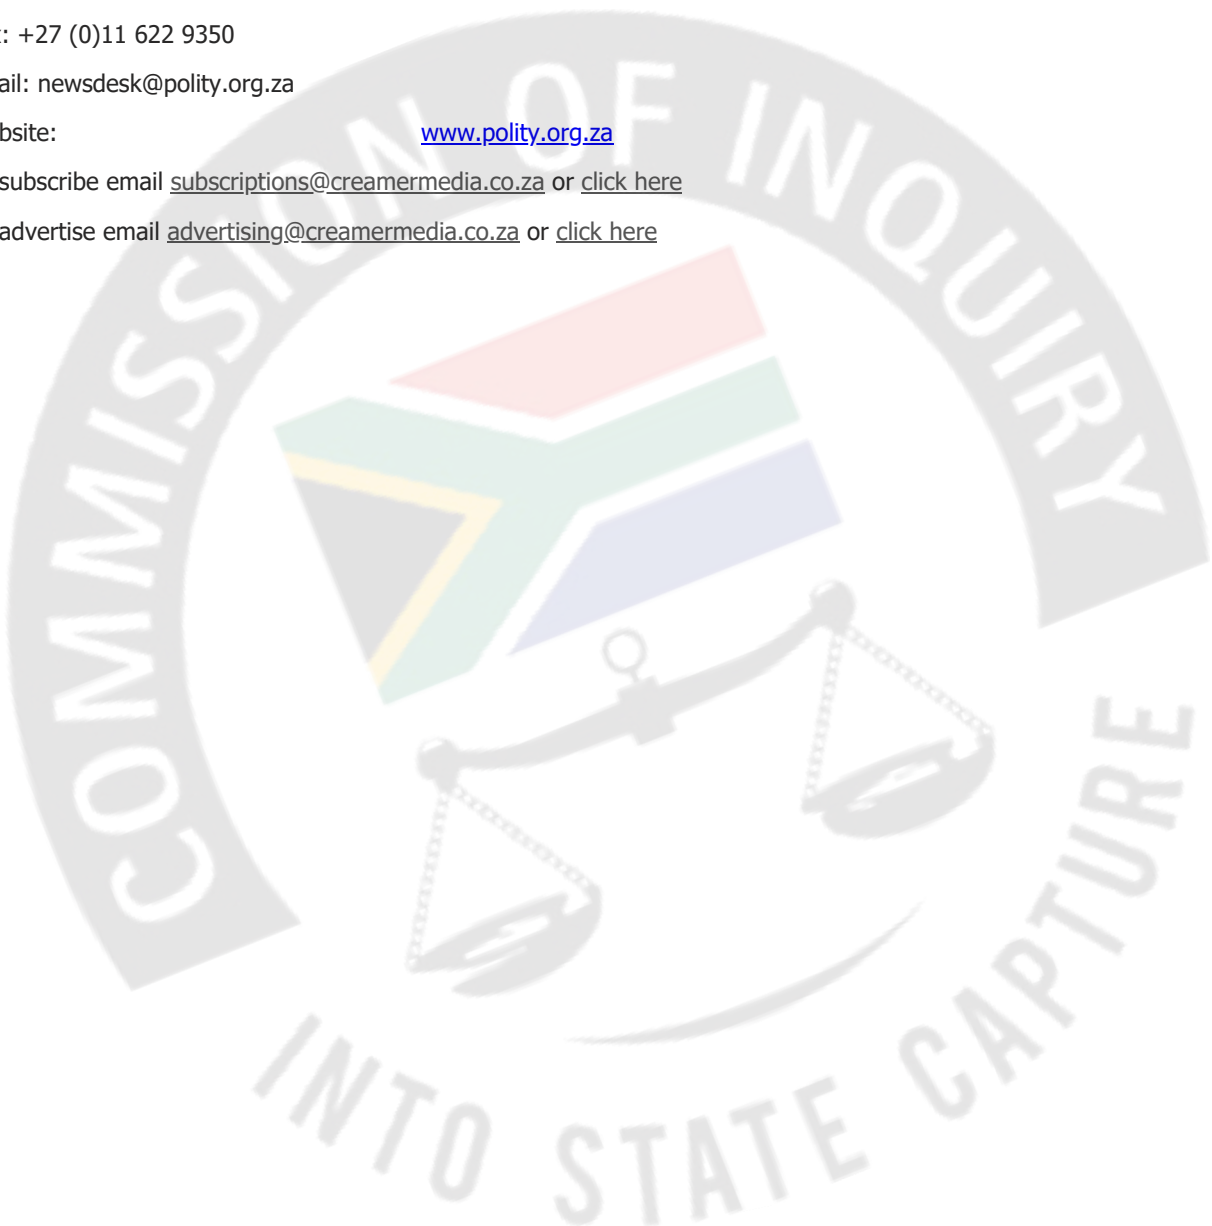 : +27 (0)11 622 9350
ail: newsdesk@polity.org.za
bsite: www.polity.org.za
subscribe email subscriptions@creamermedia.co.za or click here
advertise email advertising@creamermedia.co.za or click here
COMMISSION OF INQUIRY
INTO STATE CAPTURE